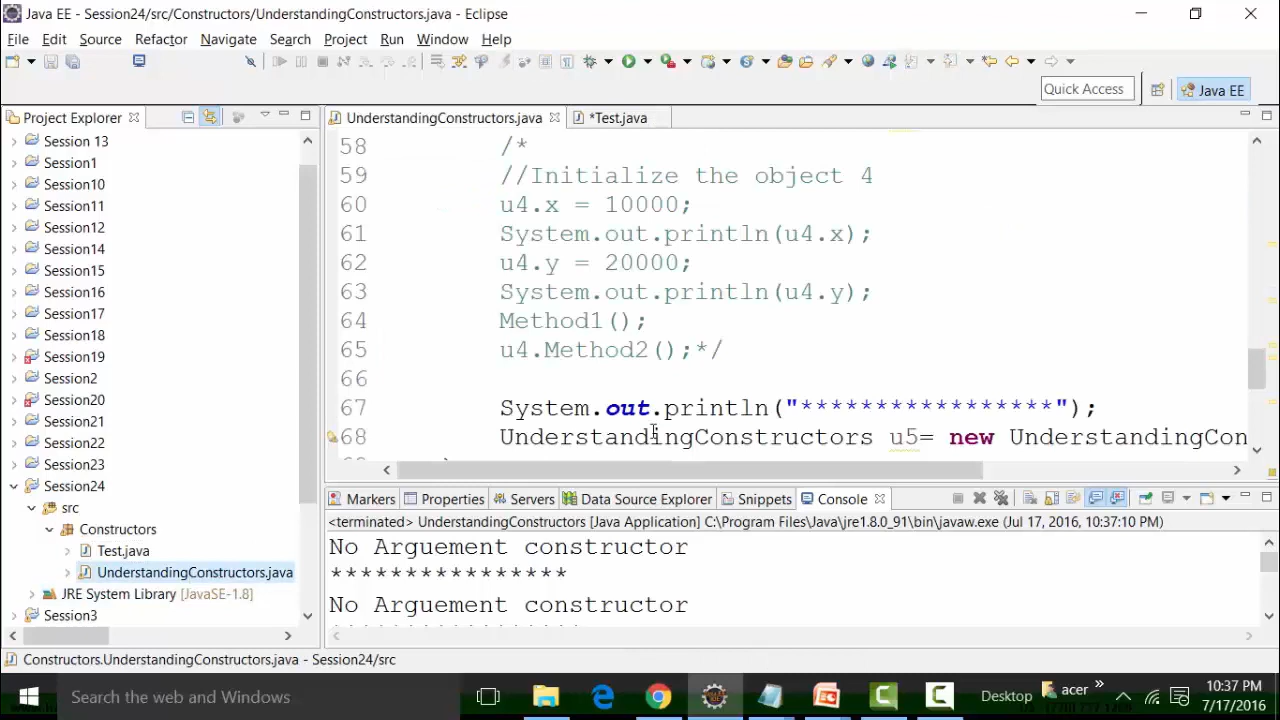 Java EE - Session24/src/Constructors/UnderstandingConstructors.java - Eclipse
File Edit Source Refactor Navigate Search Project Run Window Help
Quick Access
Java EE
Project Explorer
Session 13
Session1
Session10
Session11
Session12
Session14
Session15
Session16
Session17
Session18
Session19
Session2
Session20
Session21
Session22
Session23
Session24
src
Constructors
Test.java
UnderstandingConstructors.java
JRE System Library [JavaSE-1.8]
Session3
UnderstandingConstructors.java *Test.java
58 /*
59 //Initialize the object 4
60 u4.x = 10000;
61 System.out.println(u4.x);
62 u4.y = 20000;
63 System.out.println(u4.y);
64 Method1();
65 u4.Method2();*/
66
67 System.out.println("*****************");
68 UnderstandingConstructors u5= new UnderstandingCon
Markers Properties Servers Data Source Explorer Snippets Console
<terminated> UnderstandingConstructors [Java Application] C:\Program Files\Java\jre1.8.0_91\bin\javaw.exe (Jul 17, 2016, 10:37:10 PM)
No Arguement constructor
****************
No Arguement constructor
Constructors.UnderstandingConstructors.java - Session24/src
Search the web and Windows
Desktop
acer
10:37 PM
7/17/2016